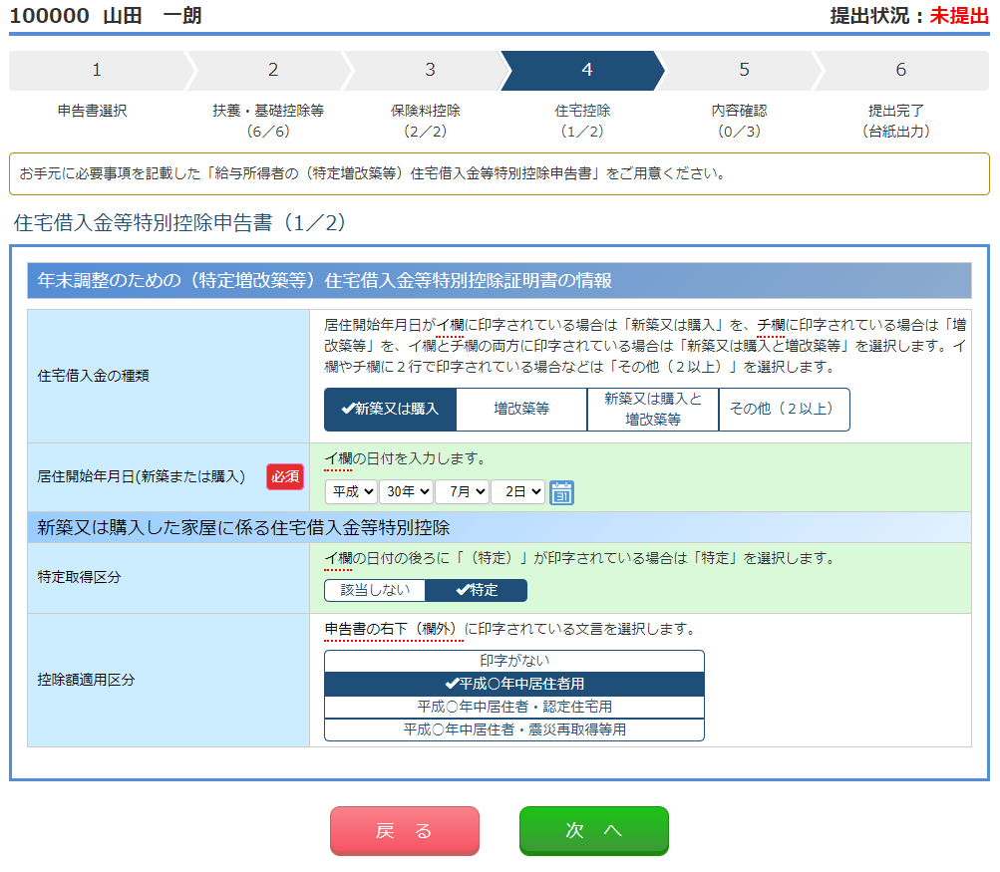 100000 山田　一朗
提出状況：未提出
1 2 3 4 5 6
申告書選択 扶養・基礎控除等 保険料控除 住宅控除 内容確認 提出完了
（6／6） （2／2） （1／2） （0／3） （台紙出力）
お手元に必要事項を記載した「給与所得者の（特定増改築等）住宅借入金等特別控除申告書」をご用意ください。
住宅借入金等特別控除申告書（1／2）
年末調整のための（特定増改築等）住宅借入金等特別控除証明書の情報
住宅借入金の種類
居住開始年月日がイ欄に印字されている場合は「新築又は購入」を、チ欄に印字されている場合は「増
改築等」を、イ欄とチ欄の両方に印字されている場合は「新築又は購入と増改築等」を選択します。イ
欄やチ欄に２行で印字されている場合などは「その他（２以上）」を選択します。
✔新築又は購入 増改築等 新築又は購入と 増改築等 その他（２以上）
居住開始年月日(新築または購入) 必須
イ欄の日付を入力します。
平成 30年 7月 2日 31
新築又は購入した家屋に係る住宅借入金等特別控除
特定取得区分
イ欄の日付の後ろに「（特定）」が印字されている場合は「特定」を選択します。
該当しない ✔特定
控除額適用区分
申告書の右下（欄外）に印字されている文言を選択します。
印字がない
✔平成○年中居住者用
平成○年中居住者・認定住宅用
平成○年中居住者・震災再取得等用
戻　る 次　へ